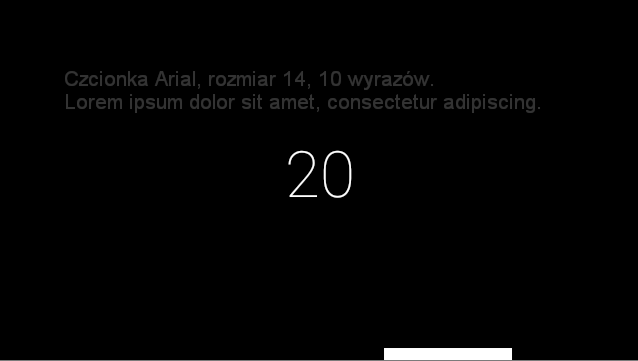 Czcionka Arial, rozmiar 14, 10 wyrazów.
Lorem ipsum dolor sit amet, consectetur adipiscing.
20